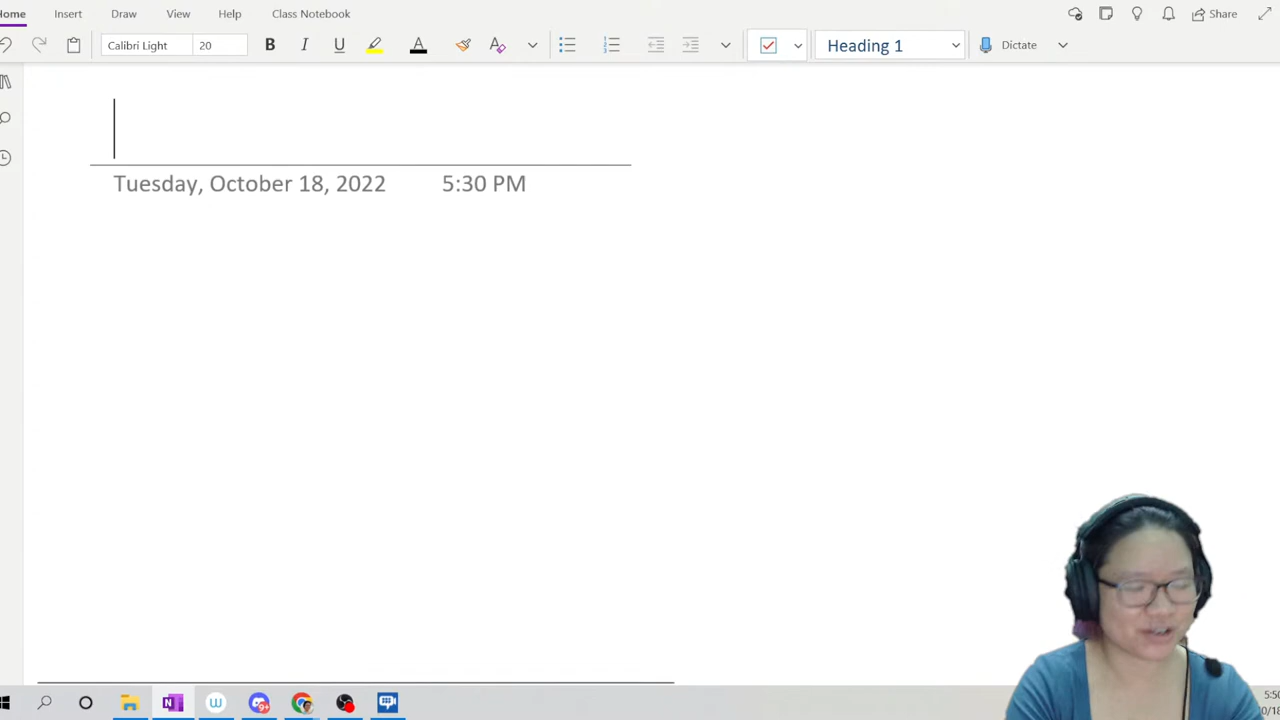 Home Insert Draw View Help Class Notebook Share
Calibri Light 20 B I U A A Heading 1 Dictate
Tuesday, October 18, 2022 5:30 PM